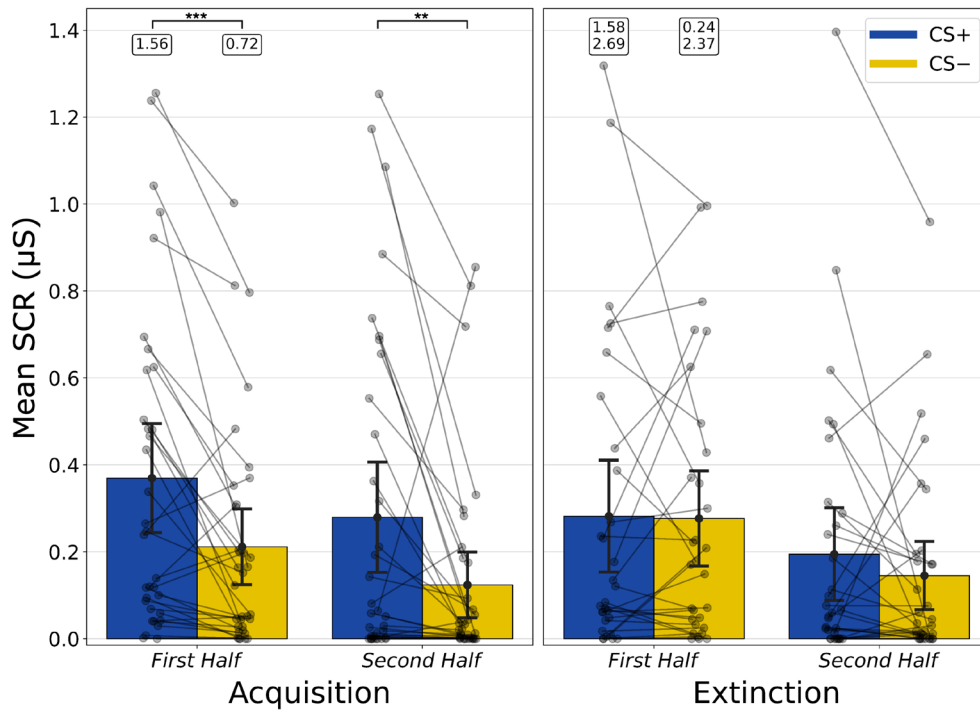 *** **
1.56 0.72
1.58 0.24
2.69 2.37
CS+
CS−
1.4
1.2
1.0
0.8
0.6
0.4
0.2
0.0
Mean SCR (μS)
First Half Second Half First Half Second Half
Acquisition Extinction